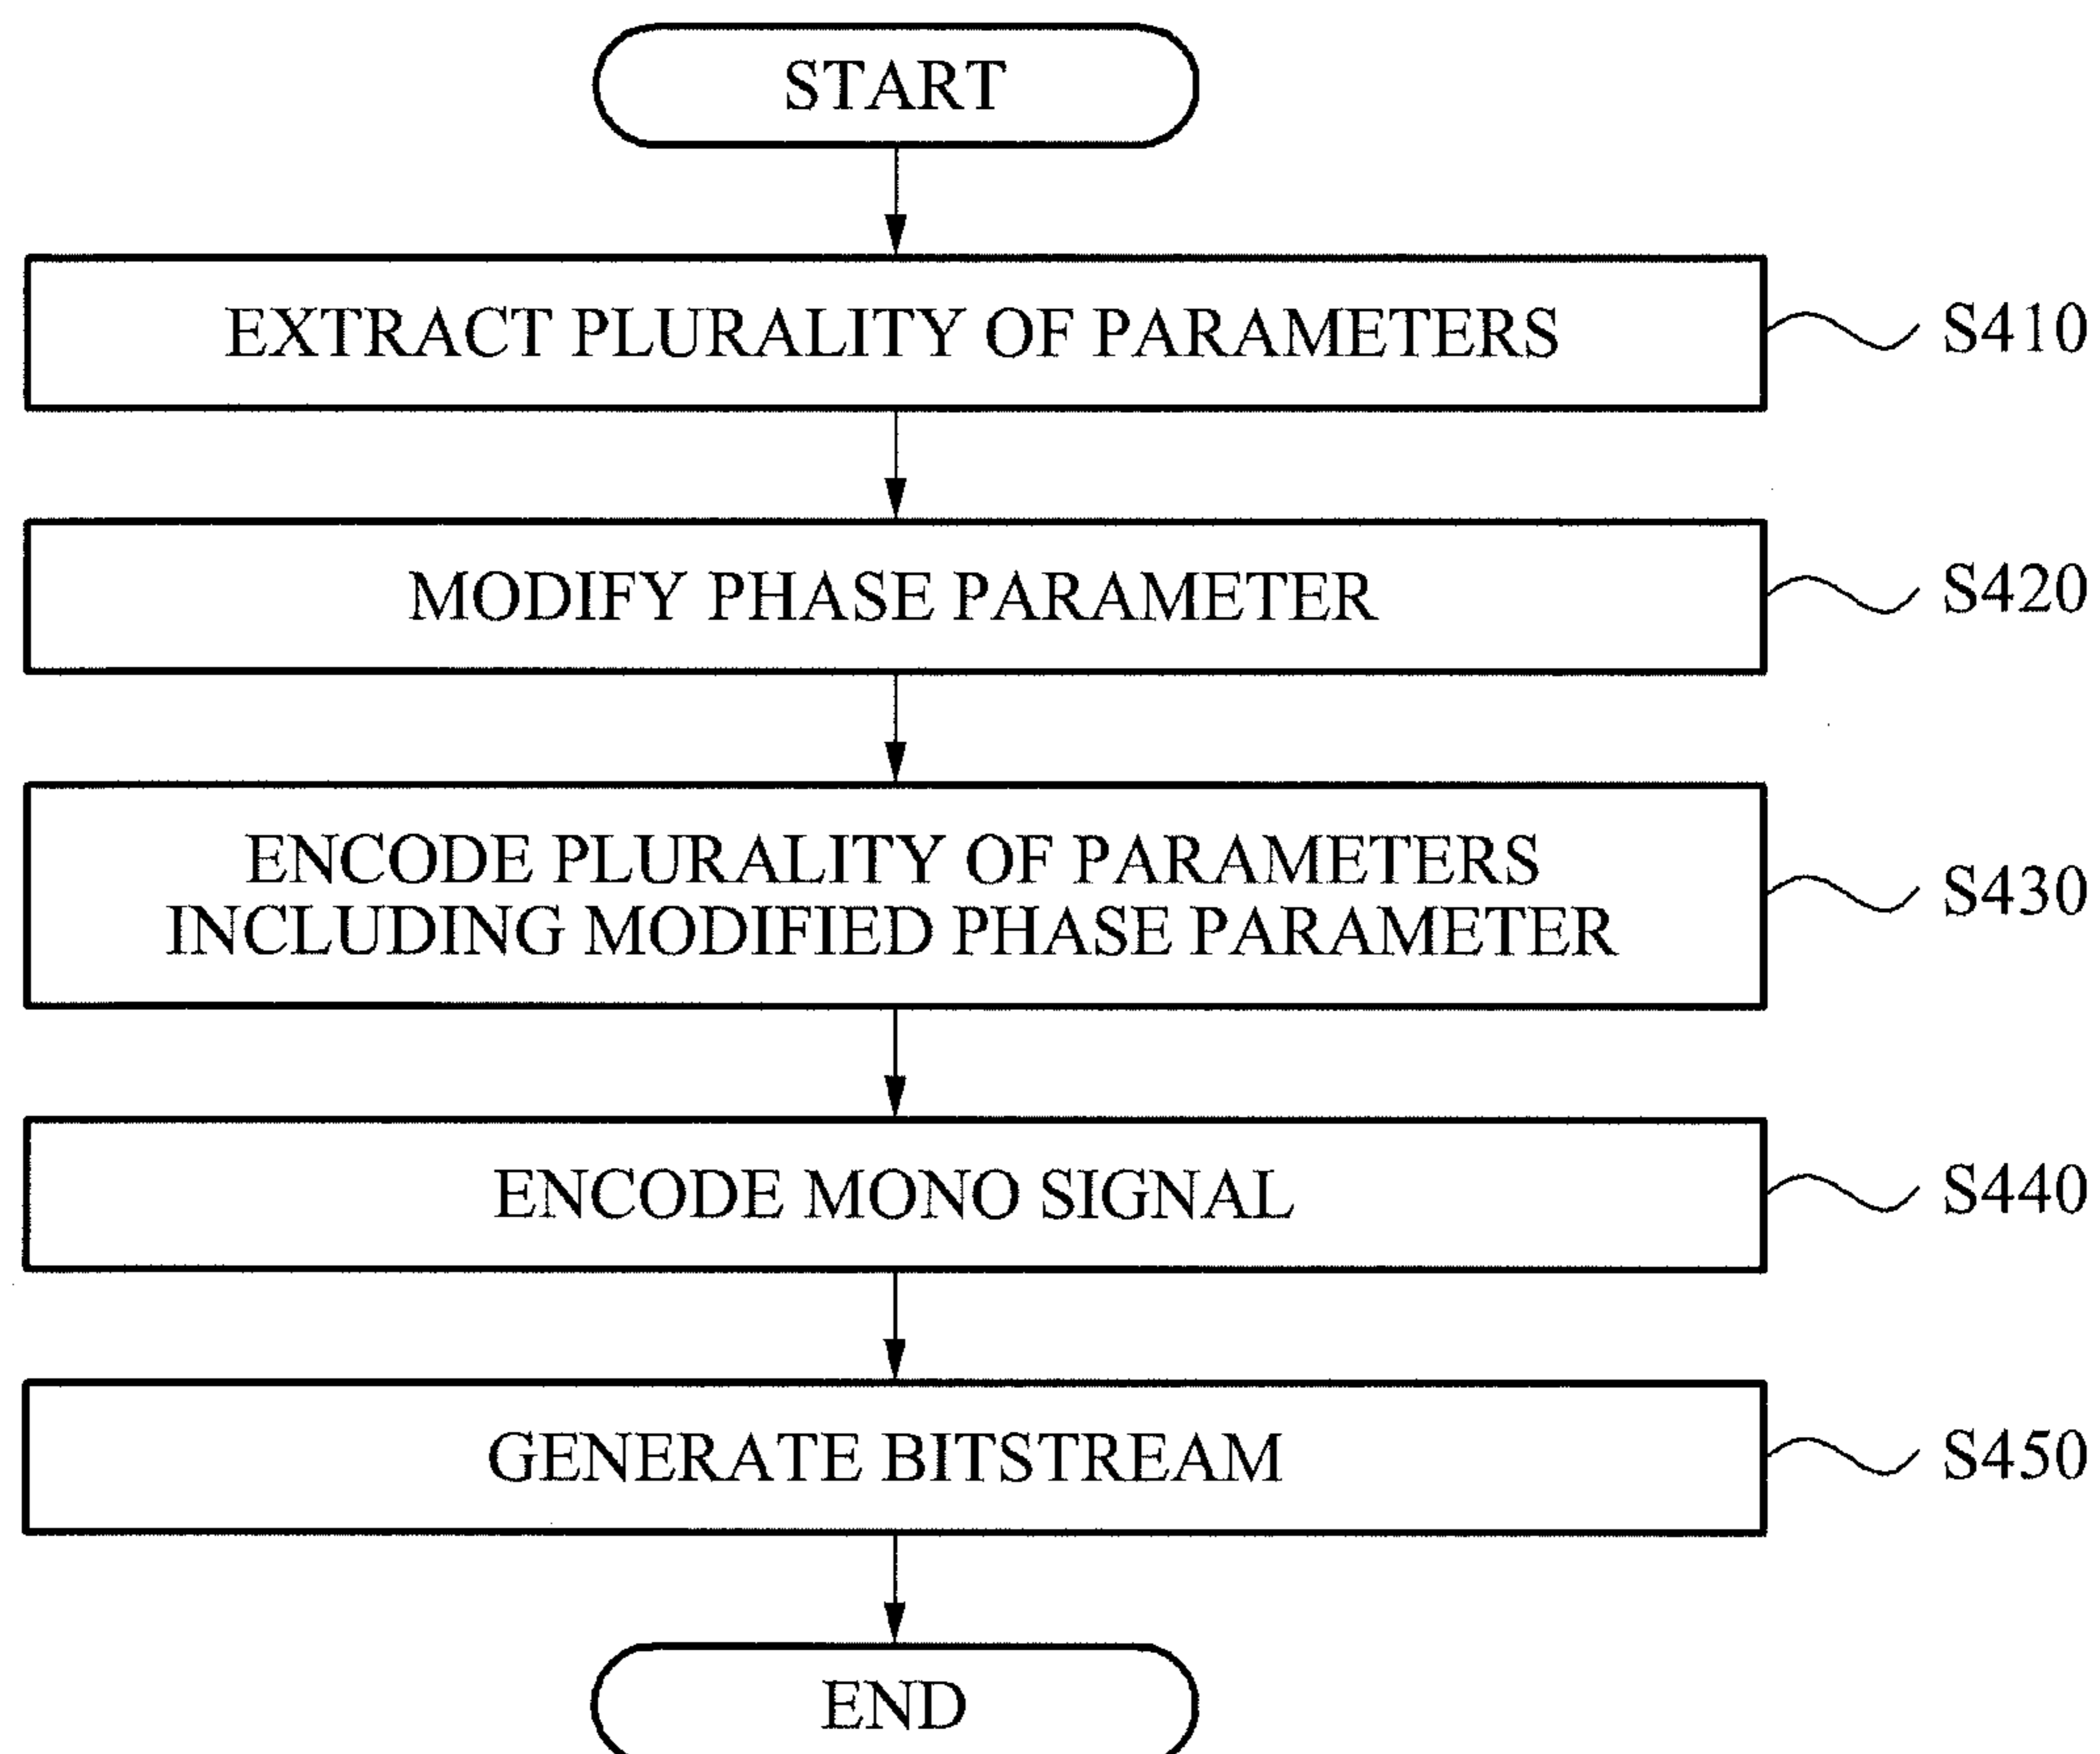 START
EXTRACT PLURALITY OF PARAMETERS
S410
MODIFY PHASE PARAMETER
S420
ENCODE PLURALITY OF PARAMETERS
INCLUDING MODIFIED PHASE PARAMETER
S430
ENCODE MONO SIGNAL
S440
GENERATE BITSTREAM
S450
END